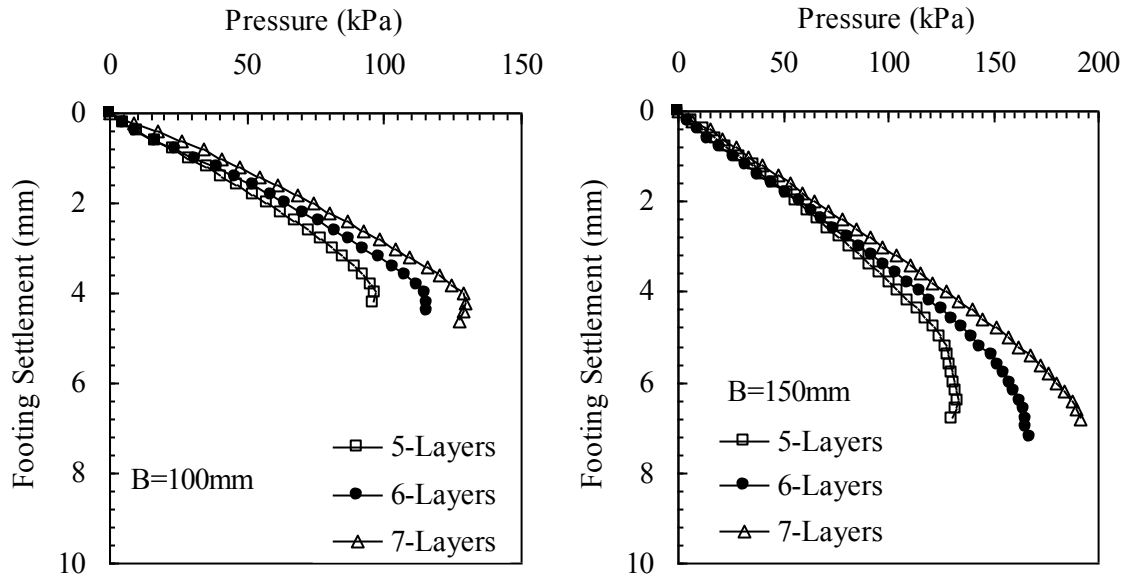 Pressure (kPa)
0 50 100 150
0
2
4
6
8
10
Footing Settlement (mm)
B=100mm
5-Layers
6-Layers
7-Layers
Pressure (kPa)
0 50 100 150 200
0
2
4
6
8
10
Footing Settlement (mm)
B=150mm
5-Layers
6-Layers
7-Layers